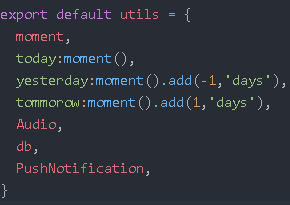 export default utils = {
moment,
today:moment(),
yesterday:moment().add(-1,'days'),
tommorow:moment().add(1,'days'),
Audio,
db,
PushNotification,
}